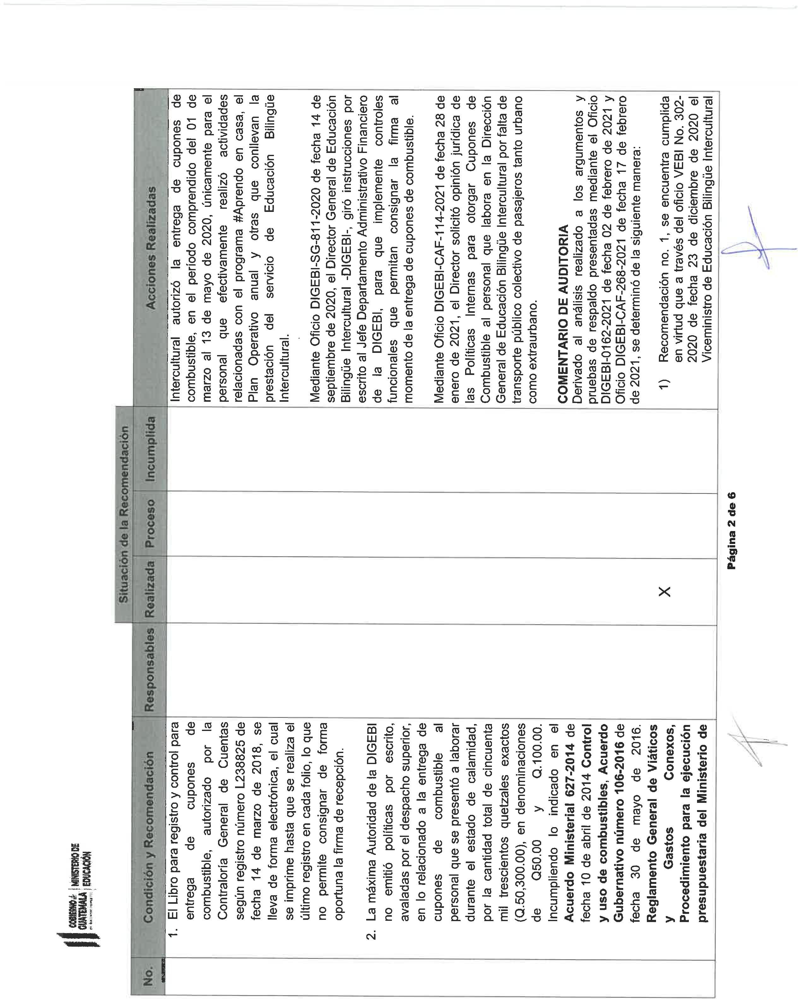 GOBIERNO de
GUATEMALA
MINISTERIO DE
EDUCACIÓN
Situación de la Recomendación
No.
Condición y Recomendación
Responsables
Realizada
Proceso
Incumplida
Acciones Realizadas
1. El Libro para registro y control para
entrega de cupones de
combustible, autorizado por la
Contraloría General de Cuentas
según registro número L238825 de
fecha 14 de marzo de 2018, se
lleva de forma electrónica, el cual
se imprime hasta que se realiza el
último registro en cada folio, lo que
no permite consignar de forma
oportuna la firma de recepción.
2. La máxima Autoridad de la DIGEBI
no emitió políticas por escrito,
avaladas por el despacho superior,
en lo relacionado a la entrega de
cupones de combustible al
personal que se presentó a laborar
durante el estado de calamidad,
por la cantidad total de cincuenta
mil trescientos quetzales exactos
(Q.50,300.00), en denominaciones
de Q50.00 y Q.100.00.
Incumpliendo lo indicado en el
Acuerdo Ministerial 627-2014 de
fecha 10 de abril de 2014 Control
y uso de combustibles, Acuerdo
Gubernativo número 106-2016 de
fecha 30 de mayo de 2016.
Reglamento General de Viáticos
y Gastos Conexos,
Procedimiento para la ejecución
presupuestaria del Ministerio de
X
Intercultural autorizó la entrega de cupones de
combustible, en el período comprendido del 01 de
marzo al 13 de mayo de 2020, únicamente para el
personal que efectivamente realizó actividades
relacionadas con el programa #Aprendo en casa, el
Plan Operativo anual y otras que conllevan la
prestación del servicio de Educación Bilingüe
Intercultural.
Mediante Oficio DIGEBI-SG-811-2020 de fecha 14 de
septiembre de 2020, el Director General de Educación
Bilingüe Intercultural -DIGEBI-, giró instrucciones por
escrito al Jefe Departamento Administrativo Financiero
de la DIGEBI, para que implemente controles
funcionales que permitan consignar la firma al
momento de la entrega de cupones de combustible.
Mediante Oficio DIGEBI-CAF-114-2021 de fecha 28 de
enero de 2021, el Director solicitó opinión jurídica de
las Políticas Internas para otorgar Cupones de
Combustible al personal que labora en la Dirección
General de Educación Bilingüe Intercultural por falta de
transporte público colectivo de pasajeros tanto urbano
como extraurbano.
COMENTARIO DE AUDITORIA
Derivado al análisis realizado a los argumentos y
pruebas de respaldo presentadas mediante el Oficio
DIGEBI-0162-2021 de fecha 02 de febrero de 2021 y
Oficio DIGEBI-CAF-268-2021 de fecha 17 de febrero
de 2021, se determinó de la siguiente manera:
1) Recomendación no. 1, se encuentra cumplida
en virtud que a través del oficio VEBI No. 302-
2020 de fecha 23 de diciembre de 2020 el
Viceministro de Educación Bilingüe Intercultural
Página 2 de 6